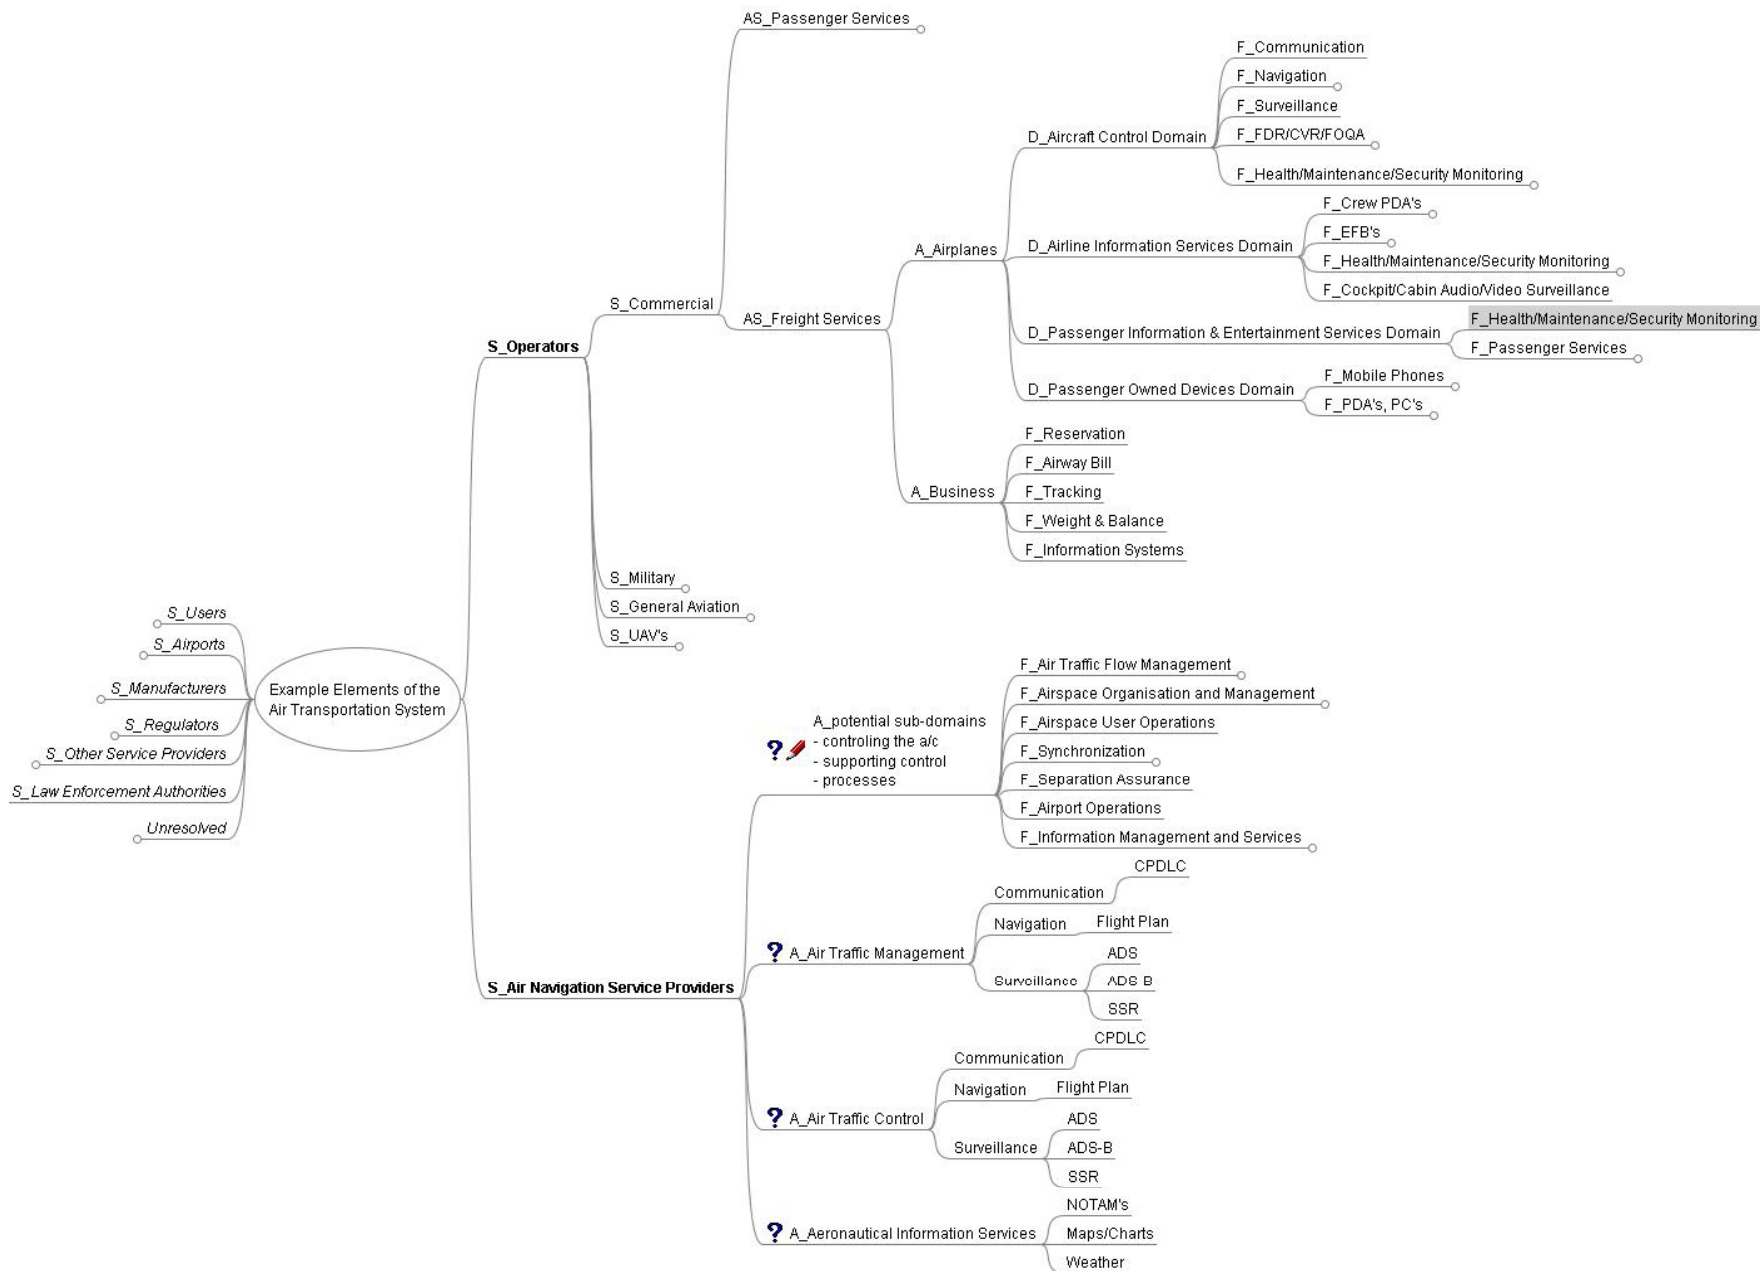 AS_Passenger Services
F_Communication
F_Navigation
F_Surveillance
F_FDR/CVR/FOQA
D_Aircraft Control Domain
F_Health/Maintenance/Security Monitoring
F_Crew PDA's
F_EFB's
D_Airline Information Services Domain
F_Health/Maintenance/Security Monitoring
F_Cockpit/Cabin Audio/Video Surveillance
A_Airplanes
S_Commercial
AS_Freight Services
F_Health/Maintenance/Security Monitoring
D_Passenger Information & Entertainment Services Domain
F_Passenger Services
S_Operators
F_Mobile Phones
D_Passenger Owned Devices Domain
F_PDA's, PC's
F_Reservation
F_Airway Bill
A_Business
F_Tracking
F_Weight & Balance
F_Information Systems
S_Military
S_General Aviation
S_UAV's
S_Users
S_Airports
S_Manufacturers
S_Regulators
S_Other Service Providers
S_Law Enforcement Authorities
Unresolved
Example Elements of the
Air Transportation System
F_Air Traffic Flow Management
F_Airspace Organisation and Management
F_Airspace User Operations
F_Synchronization
F_Separation Assurance
F_Airport Operations
F_Information Management and Services
? A_potential sub-domains
- controling the a/c
- supporting control
- processes
CPDLC
Communication
Navigation
Flight Plan
? A_Air Traffic Management
ADS
Surveillance
ADS-B
SSR
S_Air Navigation Service Providers
CPDLC
Communication
Navigation
Flight Plan
? A_Air Traffic Control
ADS
Surveillance
ADS-B
SSR
NOTAM's
? A_Aeronautical Information Services
Maps/Charts
Weather